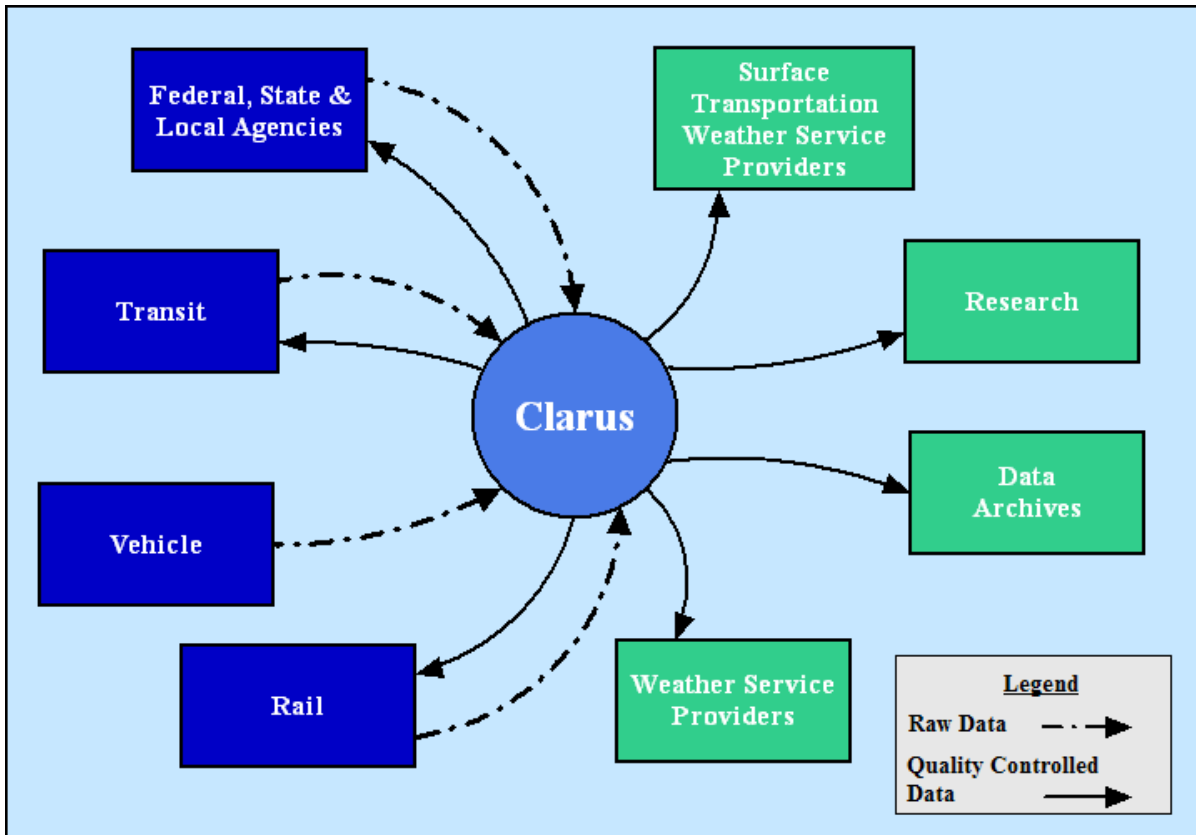 Federal, State &
Local Agencies
Surface
Transportation
Weather Service
Providers
Transit
Research
Clarus
Data
Archives
Vehicle
Rail
Weather Service
Providers
Legend
Raw Data
Quality Controlled
Data